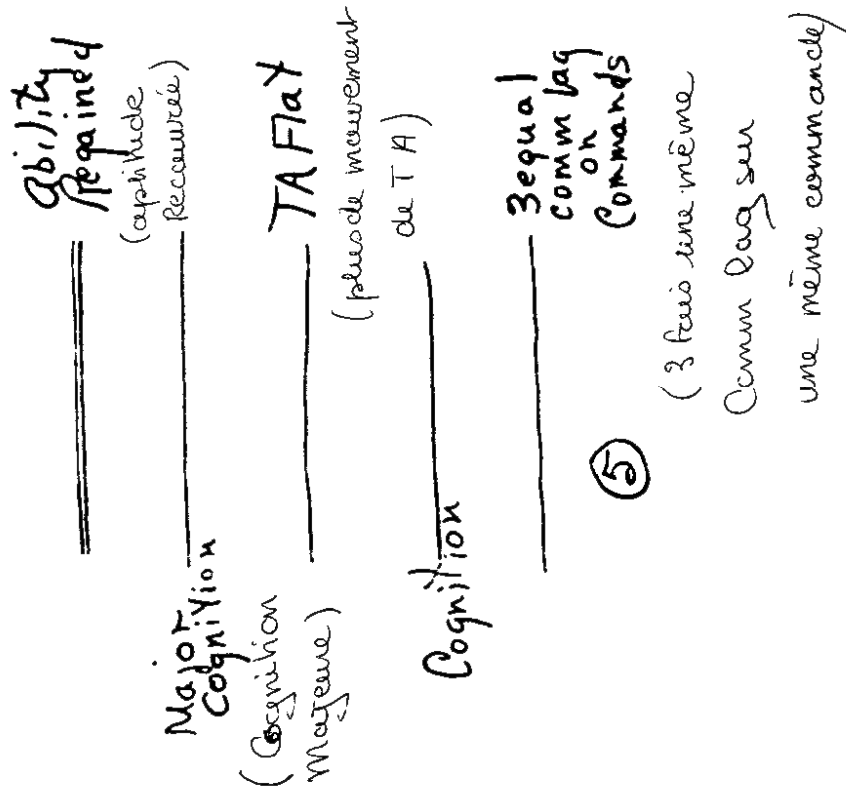 Ability
Regained
(aptitude
Recouvrée)
Major
Cognition
(Cognition
Majeure)
TA Flat
(plus de mouvement
de TA)
Cognition
3 equal
comm lag
on
Commands
(3 fois une même
Comm lag sur
une même commande)
5